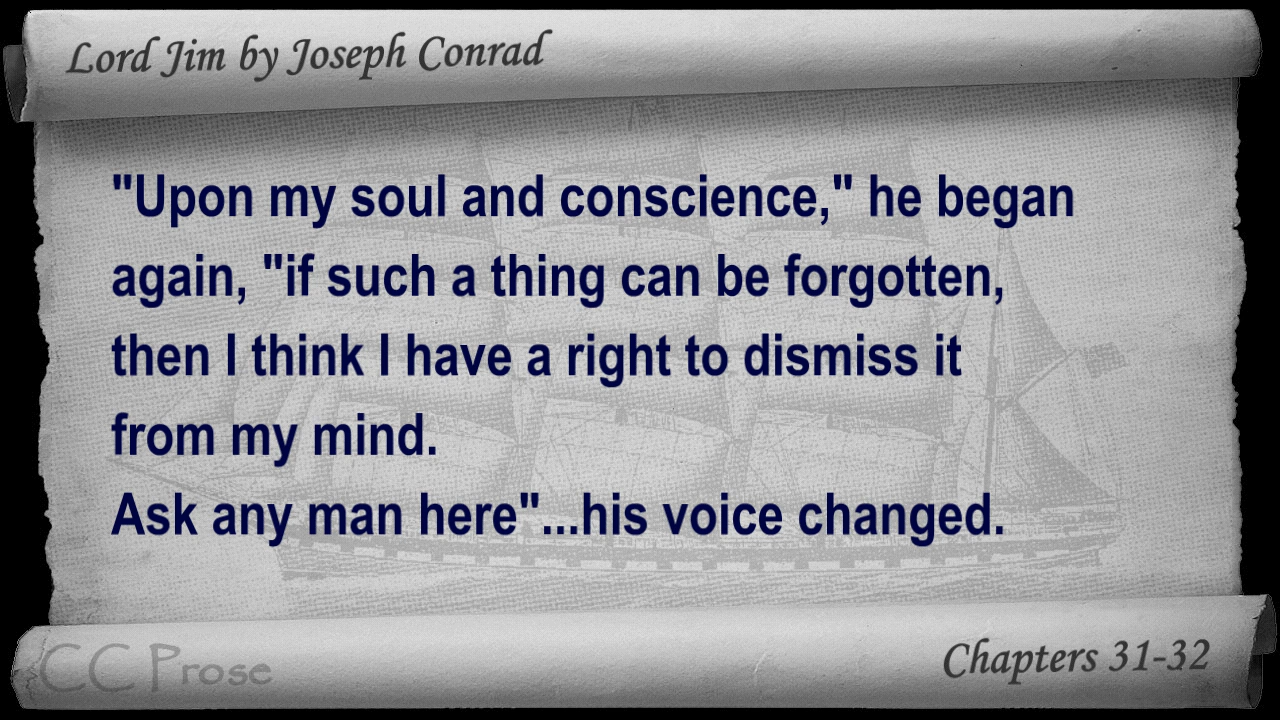 Lord Jim by Joseph Conrad
"Upon my soul and conscience," he began
again, "if such a thing can be forgotten,
then I think I have a right to dismiss it
from my mind.
Ask any man here"...his voice changed.
CC Prose
Chapters 31-32